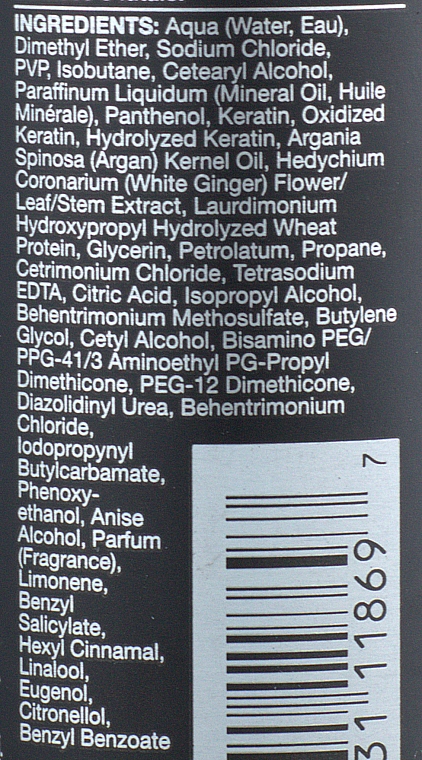 INGREDIENTS: Aqua (Water, Eau),
Dimethyl Ether, Sodium Chloride,
PVP, Isobutane, Cetearyl Alcohol,
Paraffinum Liquidum (Mineral Oil, Huile
Minérale), Panthenol, Keratin, Oxidized
Keratin, Hydrolyzed Keratin, Argania
Spinosa (Argan) Kernel Oil, Hedychium
Coronarium (White Ginger) Flower/
Leaf/Stem Extract, Laurdimonium
Hydroxypropyl Hydrolyzed Wheat
Protein, Glycerin, Petrolatum, Propane,
Cetrimonium Chloride, Tetrasodium
EDTA, Citric Acid, Isopropyl Alcohol,
Behentrimonium Methosulfate, Butylene
Glycol, Cetyl Alcohol, Bisamino PEG/
PPG-41/3 Aminoethyl PG-Propyl
Dimethicone, PEG-12 Dimethicone,
Diazolidinyl Urea, Behentrimonium
Chloride,
Iodopropynyl
Butylcarbamate,
Phenoxy-
ethanol, Anise
Alcohol, Parfum
(Fragrance),
Limonene,
Benzyl
Salicylate,
Hexyl Cinnamal,
Linalool,
Eugenol,
Citronellol,
Benzyl Benzoate
31 11869 7